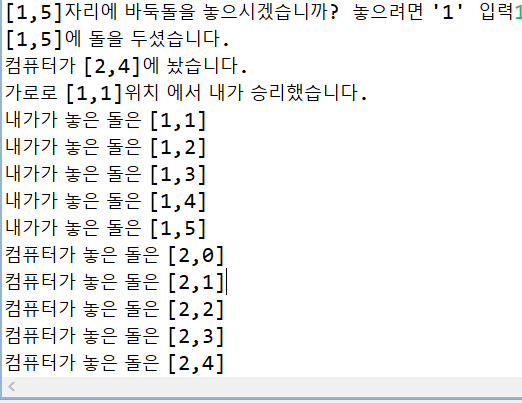 [1,5]자리에 바둑돌을 놓으시겠습니까? 놓으려면 '1' 입력1
[1,5]에 돌을 두셨습니다.
컴퓨터가 [2,4]에 놨습니다.
가로로 [1,1]위치 에서 내가 승리했습니다.
내가가 놓은 돌은 [1,1]
내가가 놓은 돌은 [1,2]
내가가 놓은 돌은 [1,3]
내가가 놓은 돌은 [1,4]
내가가 놓은 돌은 [1,5]
컴퓨터가 놓은 돌은 [2,0]
컴퓨터가 놓은 돌은 [2,1]
컴퓨터가 놓은 돌은 [2,2]
컴퓨터가 놓은 돌은 [2,3]
컴퓨터가 놓은 돌은 [2,4]